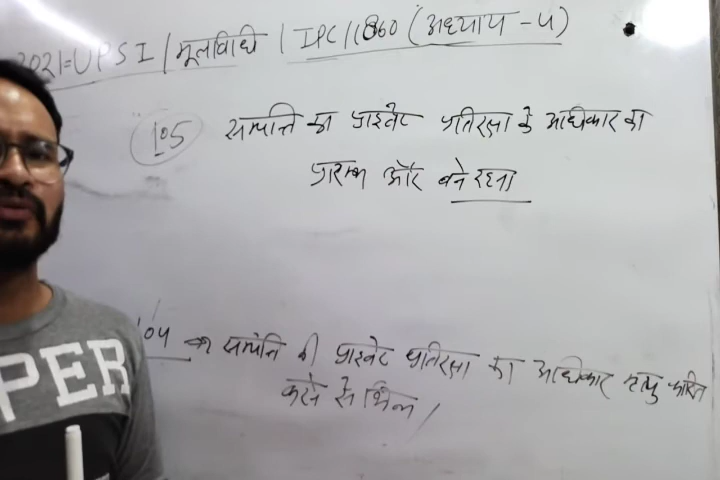 2021=UPSI / मूलविधि / IPC 1860 (अध्याय - 4)
105 सम्पत्ति का प्राइवेट प्रतिरक्षा के अधिकार का
प्रारम्भ और बने रहना
104 सम्पत्ति की प्राइवेट प्रतिरक्षा का अधिकार मृत्यु कारित
करने से भिन्न /
PER